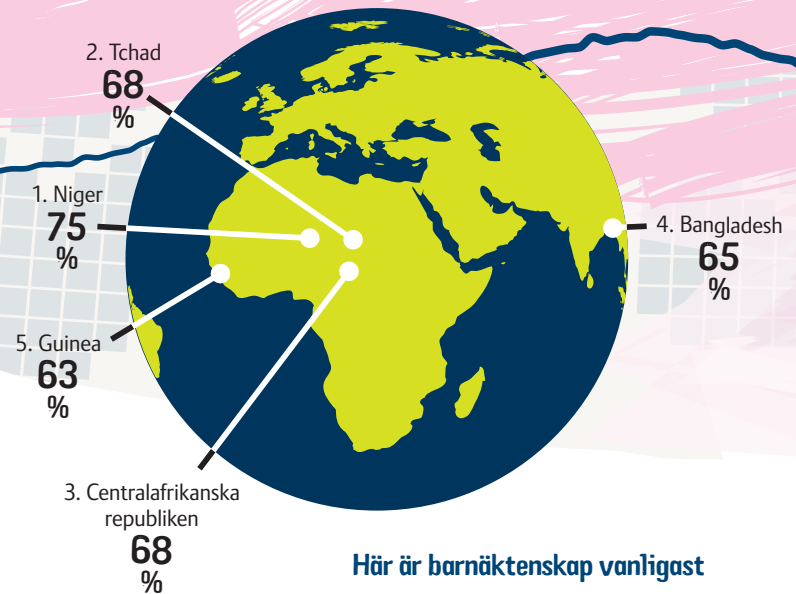 2. Tchad
68
%
1. Niger
75
%
4. Bangladesh
65
%
5. Guinea
63
%
3. Centralafrikanska
republiken
68
%
Här är barnäktenskap vanligast